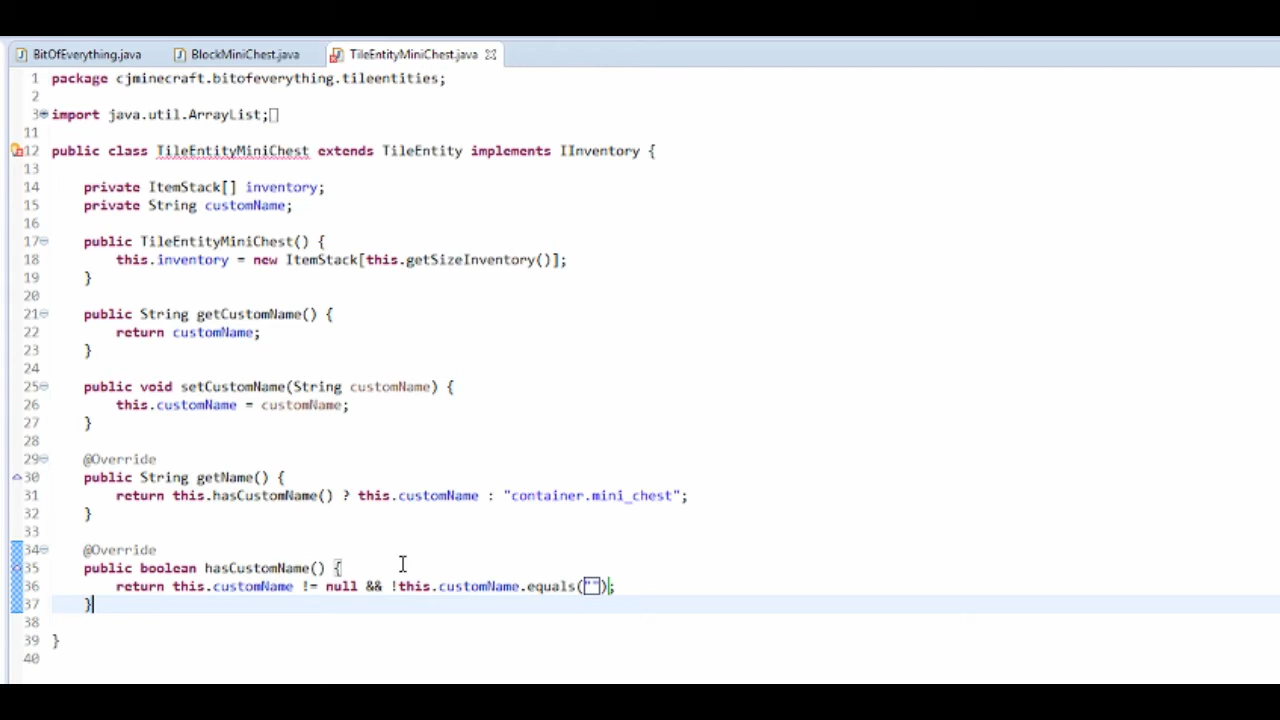 BitOfEverything.java BlockMiniChest.java TileEntityMiniChest.java
1 package cjminecraft.bitofeverything.tileentities;
2
3 import java.util.ArrayList;
11
12 public class TileEntityMiniChest extends TileEntity implements IInventory {
13
14 private ItemStack[] inventory;
15 private String customName;
16
17 public TileEntityMiniChest() {
18 this.inventory = new ItemStack[this.getSizeInventory()];
19 }
20
21 public String getCustomName() {
22 return customName;
23 }
24
25 public void setCustomName(String customName) {
26 this.customName = customName;
27 }
28
29 @Override
30 public String getName() {
31 return this.hasCustomName() ? this.customName : "container.mini_chest";
32 }
33
34 @Override
35 public boolean hasCustomName() {
36 return this.customName != null && !this.customName.equals("");
37 }
38
39 }
40